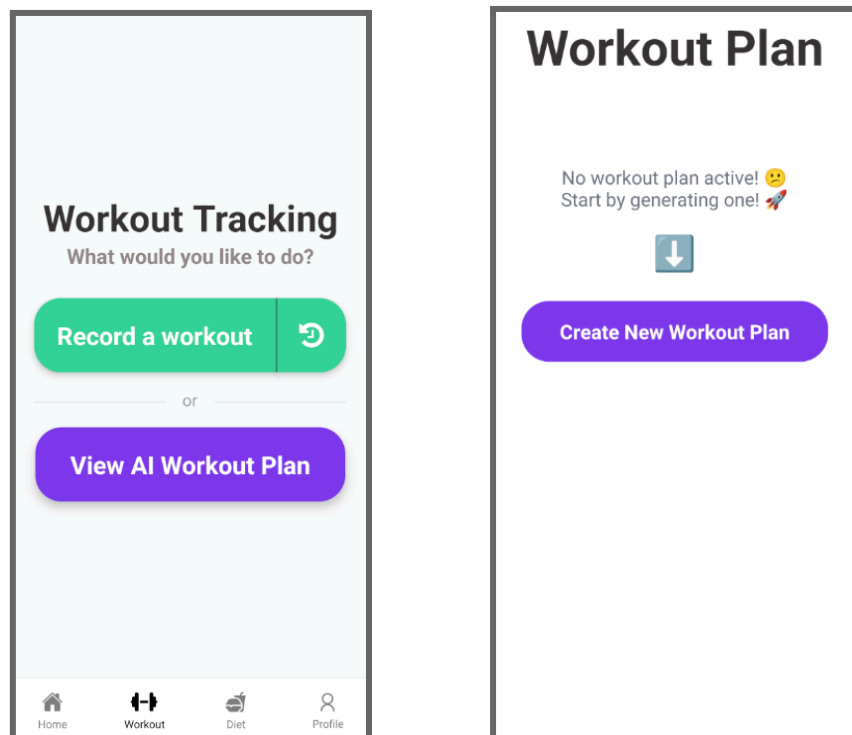 Workout Tracking
What would you like to do?
Record a workout
or
View AI Workout Plan
Home
Workout
Diet
Profile
Workout Plan
No workout plan active! 😕
Start by generating one! 🚀
⬇️
Create New Workout Plan